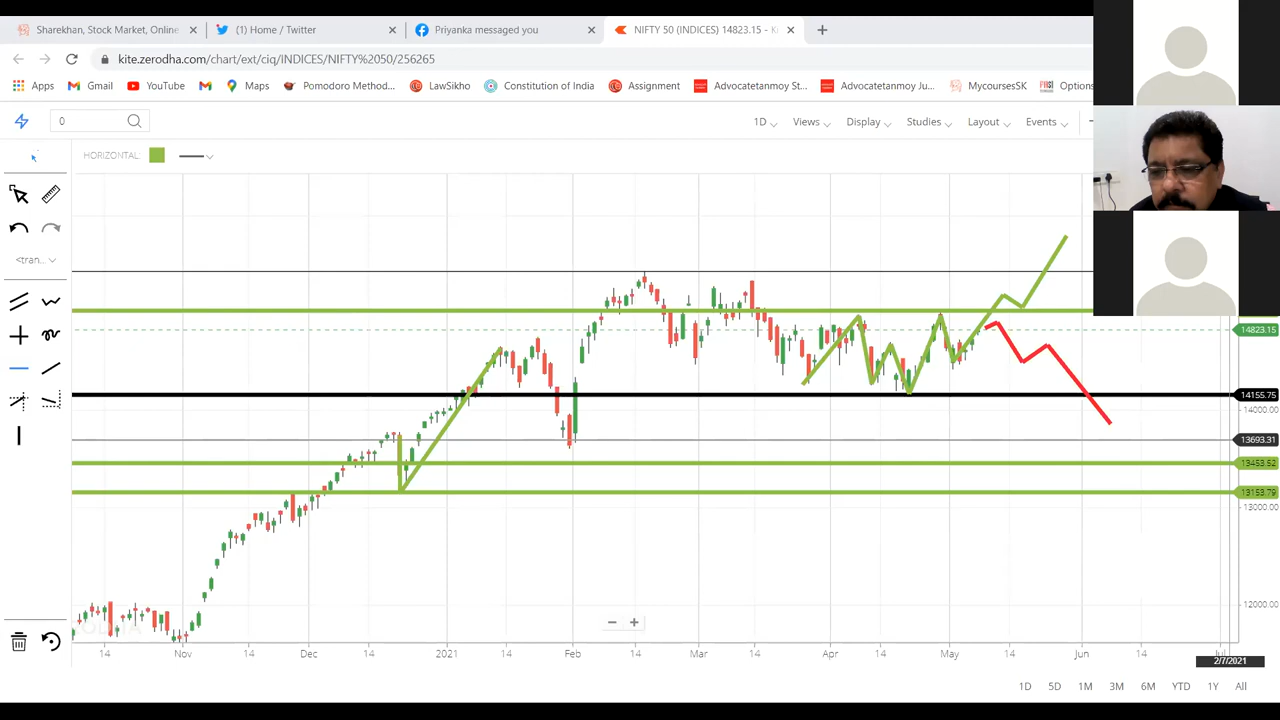 Sharekhan, Stock Market, Online
(1) Home / Twitter
Priyanka messaged you
NIFTY 50 (INDICES) 14823.15 - K
kite.zerodha.com/chart/ext/ciq/INDICES/NIFTY%2050/256265
Apps Gmail YouTube Maps Pomodoro Method... LawSikho Constitution of India Assignment Advocatetanmoy St... Advocatetanmoy Ju... MycoursesSK Options
0
1D Views Display Studies Layout Events
HORIZONTAL:
<tran...
14823.15
14155.75
14000.00
13693.31
13453.52
13153.79
13000.00
12000.00
14 Nov 14 Dec 14 2021 14 Feb 14 Mar 14 Apr 14 May 14 Jun 14 Jul
2/7/2021
1D 5D 1M 3M 6M YTD 1Y All